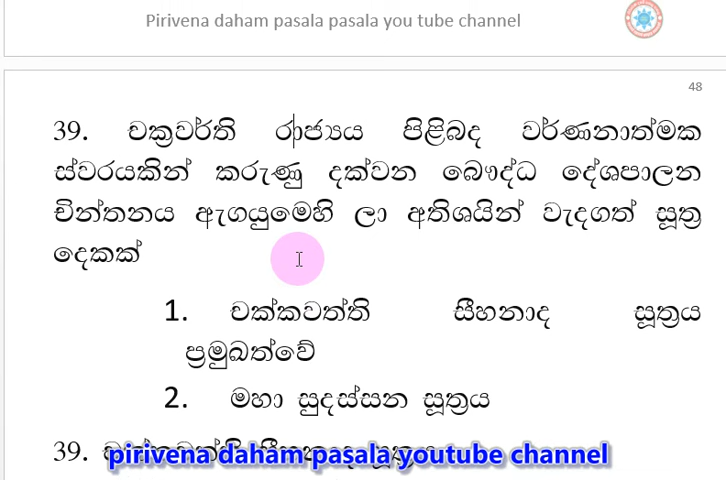 Pirivena daham pasala pasala you tube channel
48
39. චක්‍රවර්ති රාජ්‍යය පිළිබද වර්ණනාත්මක
ස්වරයකින් කරුණු දක්වන බෞද්ධ දේශපාලන
චින්තනය ඇගයුමෙහි ලා අතිශයින් වැදගත් සූත්‍ර
දෙකක්
1. චක්කවත්ති සීහනාද සූත්‍රය
ප්‍රමුඛත්වේ
2. මහා සුදස්සන සූත්‍රය
39.
pirivena daham pasala youtube channel